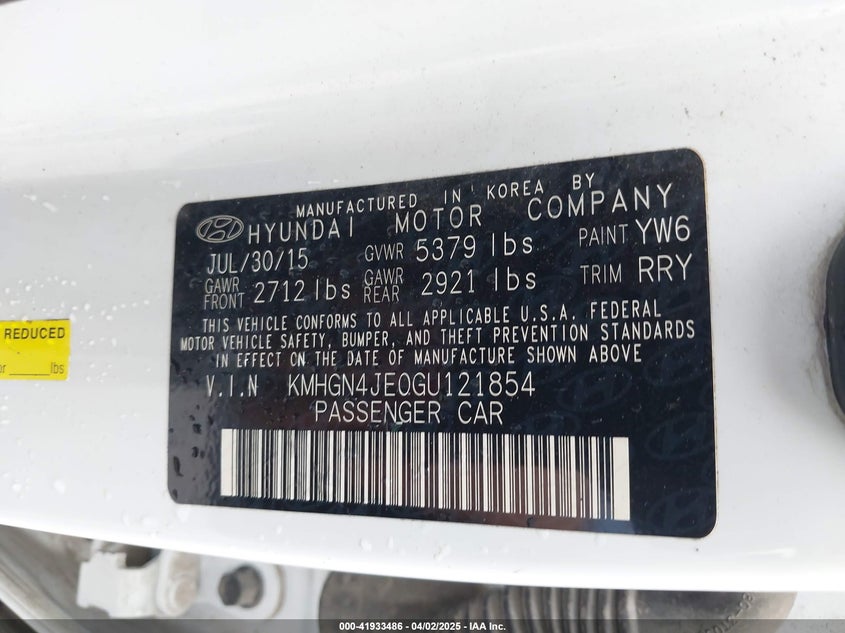 MANUFACTURED IN KOREA BY
HYUNDAI MOTOR COMPANY
JUL/30/15 GVWR 5379 lbs PAINT YW6
GAWR FRONT 2712 lbs GAWR REAR 2921 lbs TRIM RRY
THIS VEHICLE CONFORMS TO ALL APPLICABLE U.S.A. FEDERAL
MOTOR VEHICLE SAFETY, BUMPER, AND THEFT PREVENTION STANDARDS
IN EFFECT ON THE DATE OF MANUFACTURE SHOWN ABOVE
V.I.N KMHGN4JE0GU121854
PASSENGER CAR
REDUCED
lbs
000-41933486 - 04/02/2025 - IAA Inc.